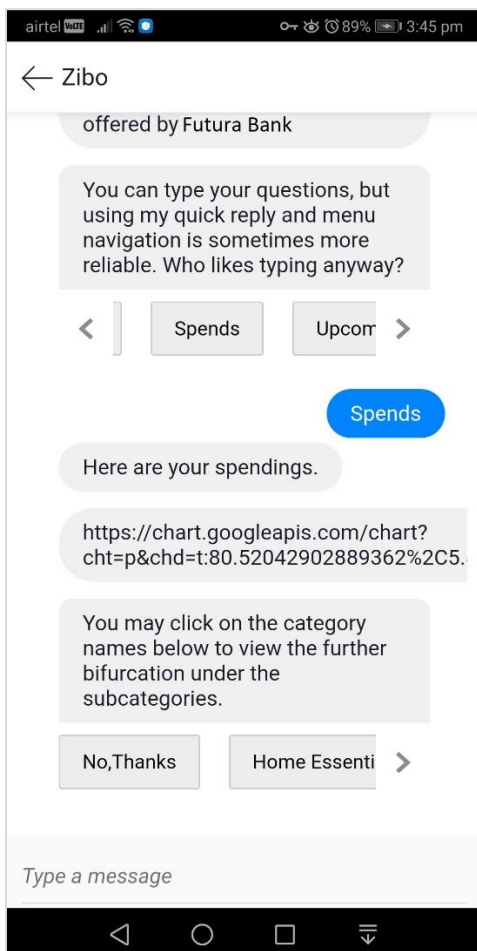 airtel VoLTE 89% 3:45 pm
Zibo
offered by Futura Bank
You can type your questions, but
using my quick reply and menu
navigation is sometimes more
reliable. Who likes typing anyway?
Spends Upcom
Spends
Here are your spendings.
https://chart.googleapis.com/chart?
cht=p&chd=t:80.52042902889362%2C5.
You may click on the category
names below to view the further
bifurcation under the
subcategories.
No,Thanks Home Essenti
Type a message